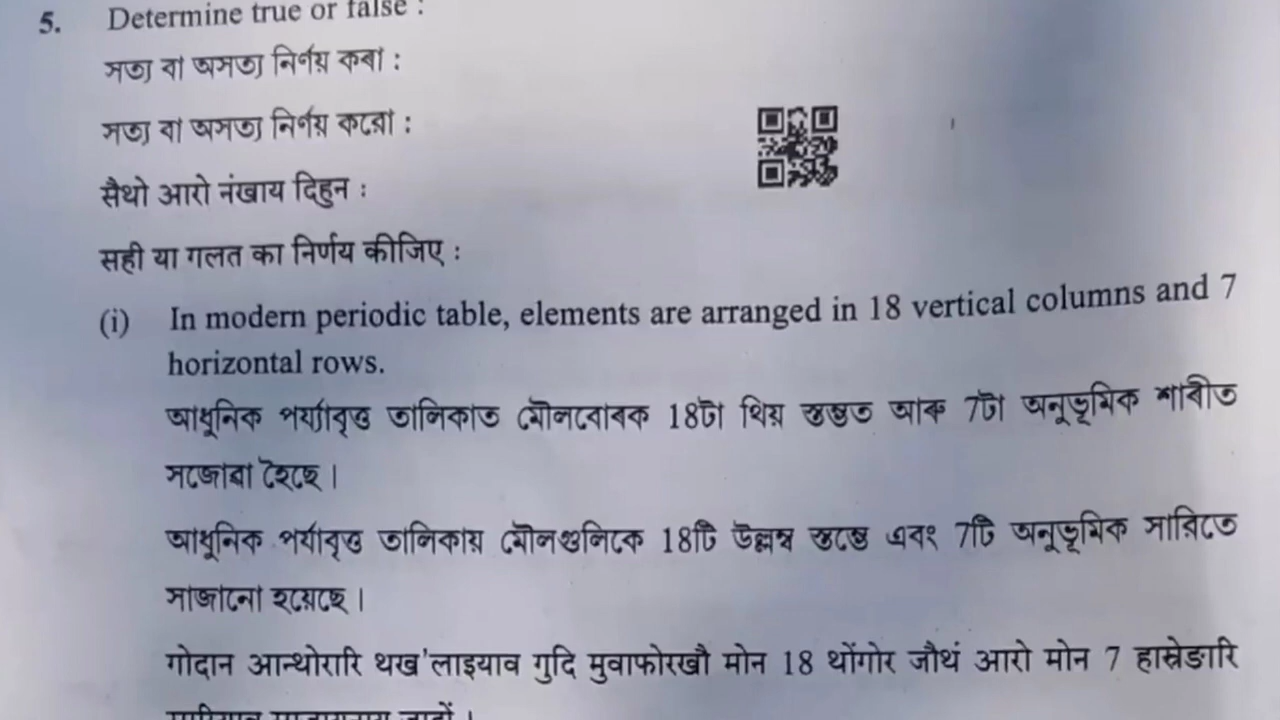 5. Determine true or false :
সত্য বা অসত্য নিৰ্ণয় কৰা :
সত্য বা অসত্য নির্ণয় করো :
सैथो आरो नंखाय दिहुन :
सही या गलत का निर्णय कीजिए :
(i) In modern periodic table, elements are arranged in 18 vertical columns and 7
horizontal rows.
আধুনিক পৰ্য্যাবৃত্ত তালিকাত মৌলবোৰক 18টা থিয় স্তম্ভত আৰু 7টা অনুভূমিক শাৰীত
সজোৱা হৈছে ।
আধুনিক পর্যাবৃত্ত তালিকায় মৌলগুলিকে 18টি উল্লম্ব স্তম্ভে এবং 7টি অনুভূমিক সারিতে
সাজানো হয়েছে ।
गोदान आन्थोरारि थख'लाइयाव गुदि मुवाफोरखौ मोन 18 थोंगोर जौथं आरो मोन 7 हास्रेङारि